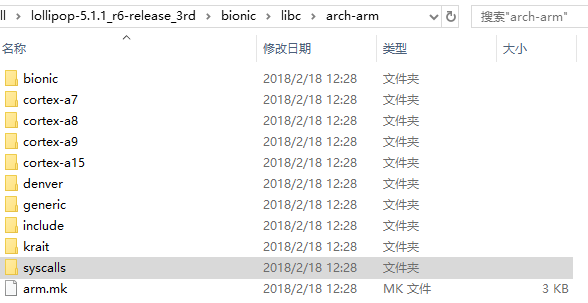 ll › lollipop-5.1.1_r6-release_3rd › bionic › libc › arch-arm 搜索"arch-arm"
名称 修改日期 类型 大小
bionic 2018/2/18 12:28 文件夹
cortex-a7 2018/2/18 12:28 文件夹
cortex-a8 2018/2/18 12:28 文件夹
cortex-a9 2018/2/18 12:28 文件夹
cortex-a15 2018/2/18 12:28 文件夹
denver 2018/2/18 12:28 文件夹
generic 2018/2/18 12:28 文件夹
include 2018/2/18 12:28 文件夹
krait 2018/2/18 12:28 文件夹
syscalls 2018/2/18 12:28 文件夹
arm.mk 2018/2/18 12:28 MK 文件 3 KB